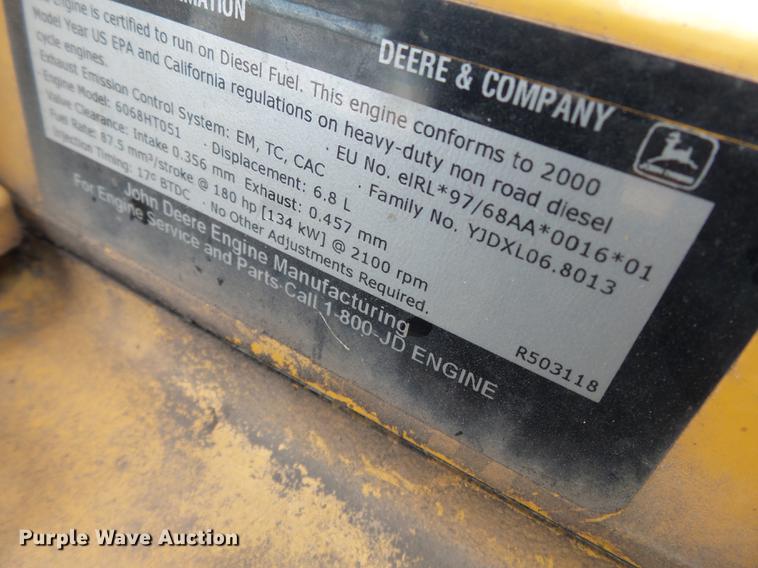 DEERE & COMPANY
Engine is certified to run on Diesel Fuel. This engine conforms to 2000
Model Year US EPA and California regulations on heavy-duty non road diesel
cycle engines.
Exhaust Emission Control System: EM, TC, CAC · EU No. eIRL*97/68AA*0016*01
Engine Model: 6068HT051 · Displacement: 6.8 L · Family No. YJDXL06.8013
Valve Clearance: Intake 0.356 mm Exhaust: 0.457 mm
Fuel Rate: 87.5 mm³/stroke @ 180 hp [134 kW] @ 2100 rpm
Injection Timing: 17° BTDC · No Other Adjustments Required.
R503118
John Deere Engine Manufacturing
For Engine Service and Parts Call 1-800-JD ENGINE
Purple Wave Auction